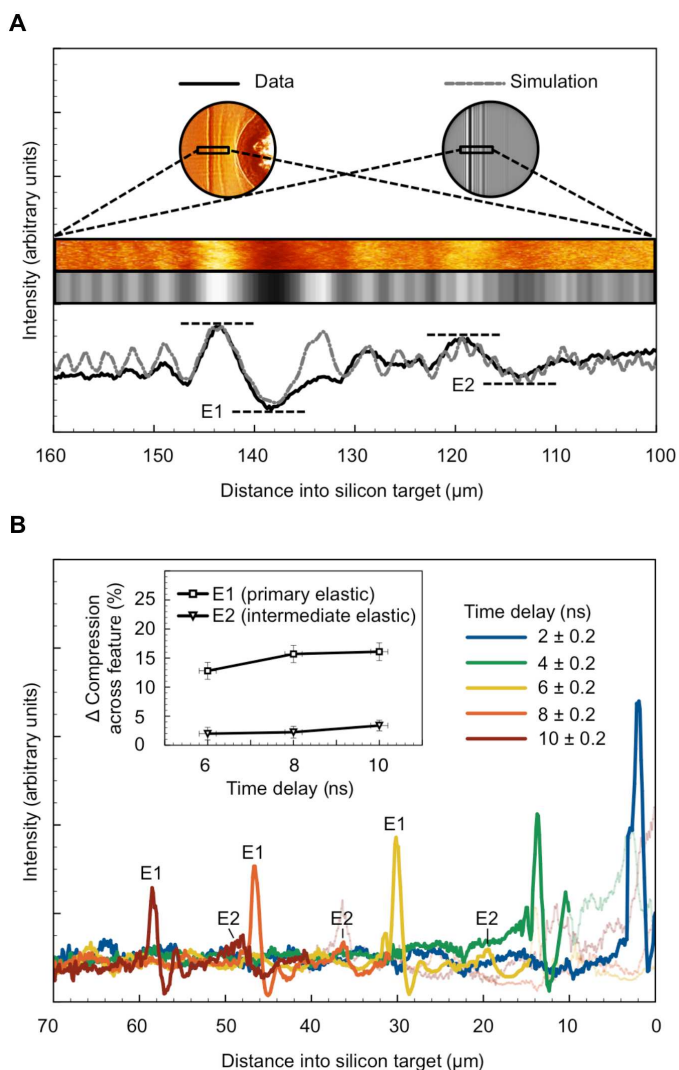 A
Data
Simulation
Intensity (arbitrary units)
E1
E2
160
150
140
130
120
110
100
Distance into silicon target (µm)
B
Δ Compression
across feature (%)
25
20
15
10
5
0
E1 (primary elastic)
E2 (intermediate elastic)
6
8
10
Time delay (ns)
Time delay (ns)
2 ± 0.2
4 ± 0.2
6 ± 0.2
8 ± 0.2
10 ± 0.2
Intensity (arbitrary units)
E1
E1
E1
E2
E2
E2
70
60
50
40
30
20
10
0
Distance into silicon target (µm)